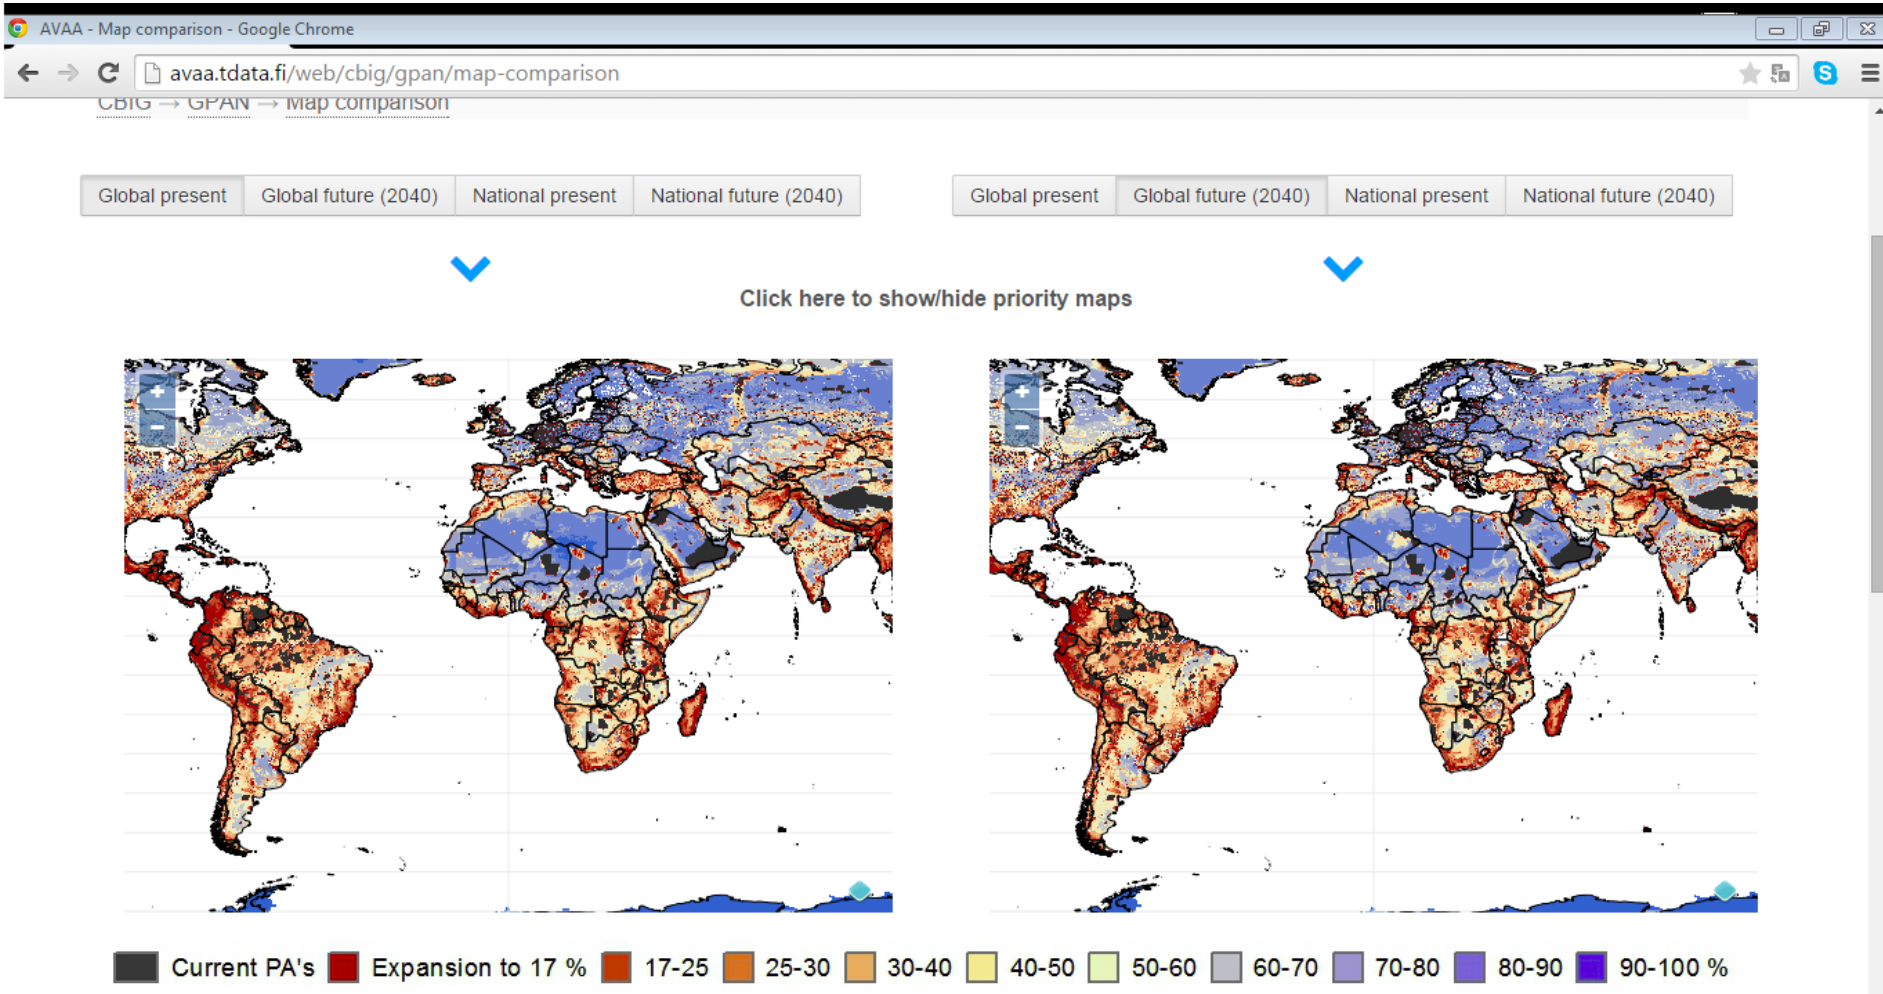 AVAA - Map comparison - Google Chrome
avaa.tdata.fi/web/cbig/gpan/map-comparison
CBIG → GPAN → Map comparison
Global present Global future (2040) National present National future (2040)
Global present Global future (2040) National present National future (2040)
Click here to show/hide priority maps
+
−
+
−
Current PA's Expansion to 17 % 17-25 25-30 30-40 40-50 50-60 60-70 70-80 80-90 90-100 %